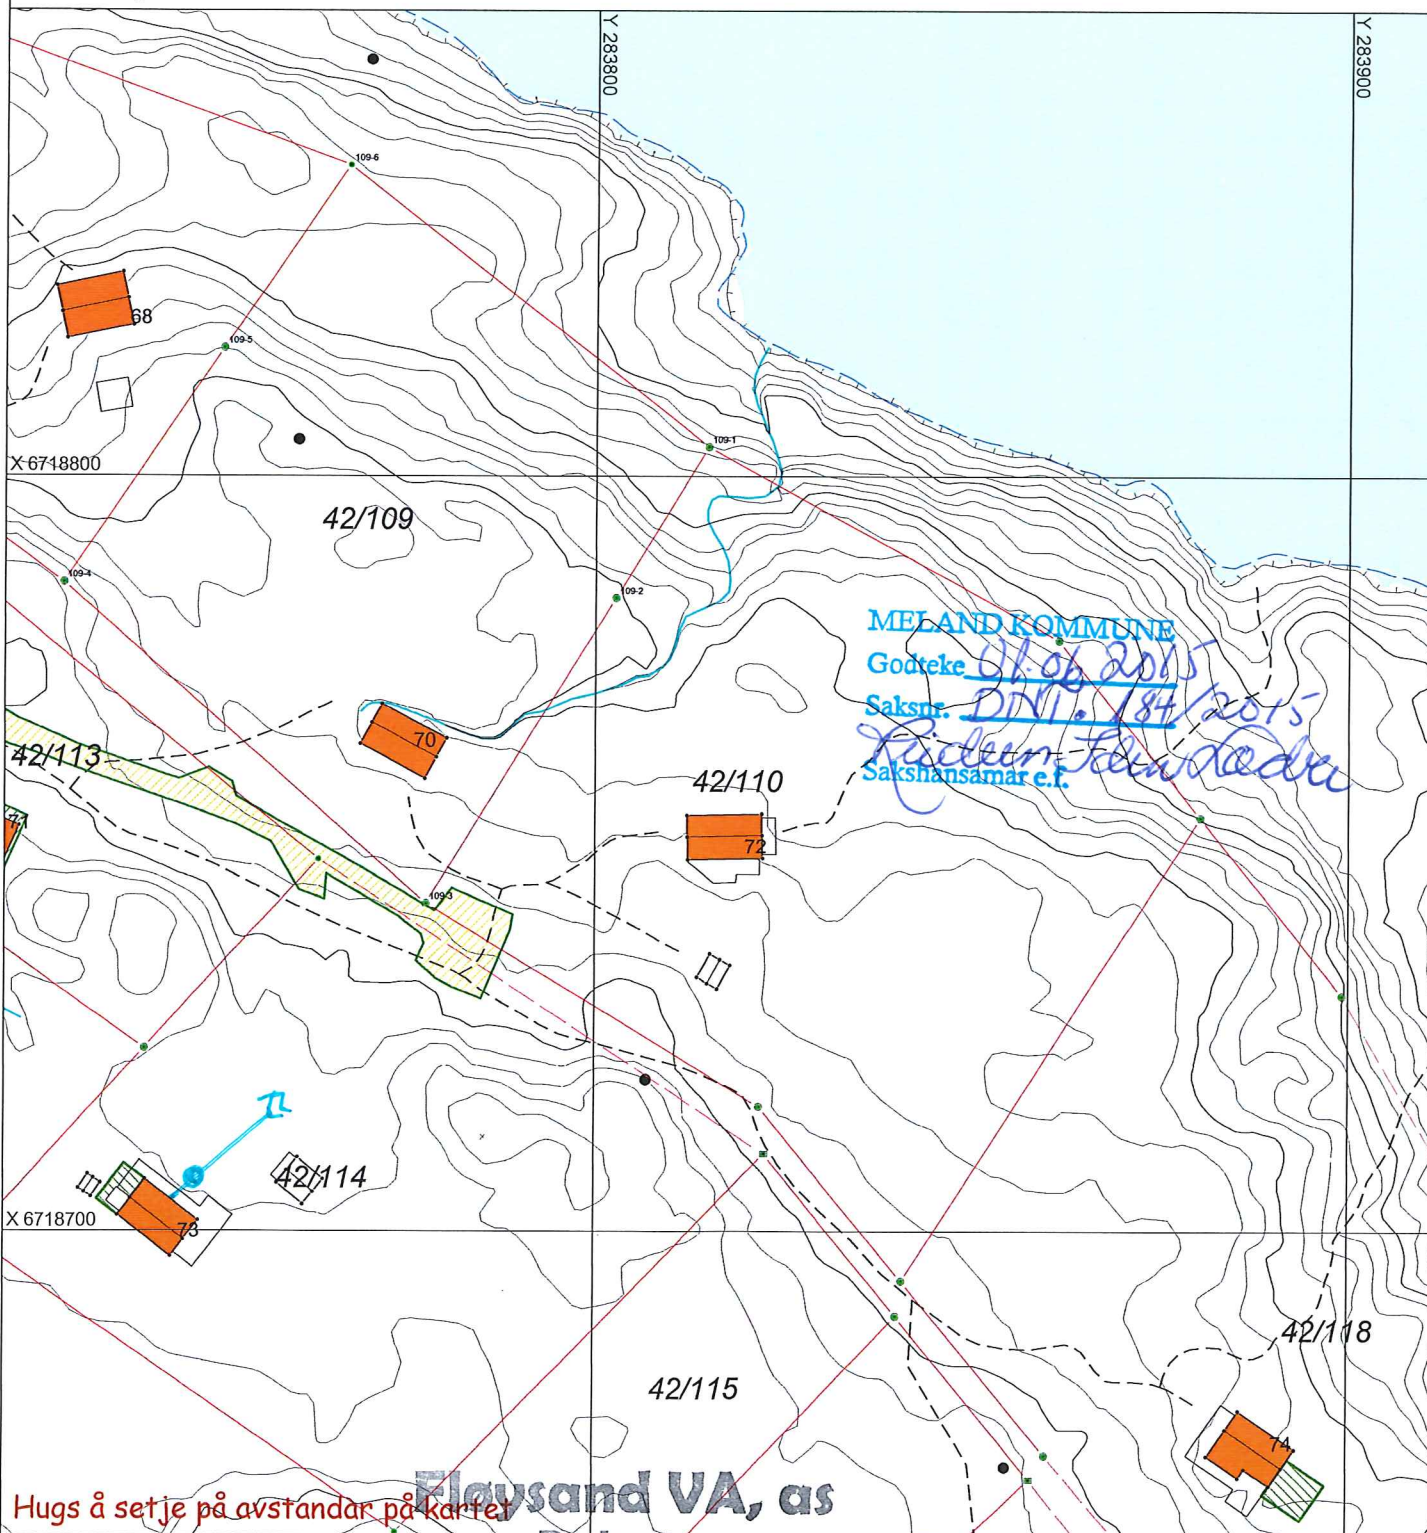 Y 283800
Y 283900
109-6
68
109-5
109-1
X 6718800
42/109
109-4
109-2
MELAND KOMMUNE
Godteke 01.06 2015
Saksnr. DM. 184/2015
Sakshansamar e.f.
42/113
70
42/110
71
72
109-3
42/114
X 6718700
73
42/118
42/115
74
Fløysand VA, as
Hugs å setje på avstandar på kartet